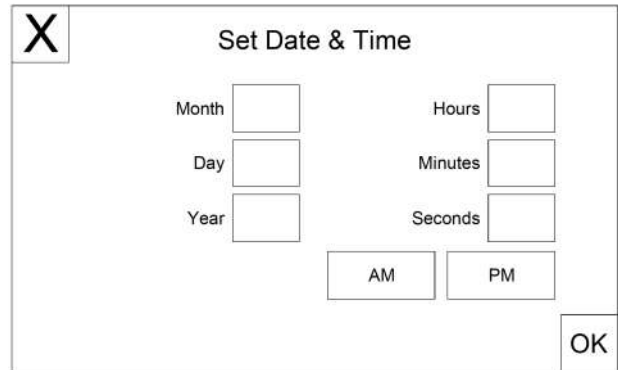 X
Set Date & Time
Month
Hours
Day
Minutes
Year
Seconds
AM
PM
OK